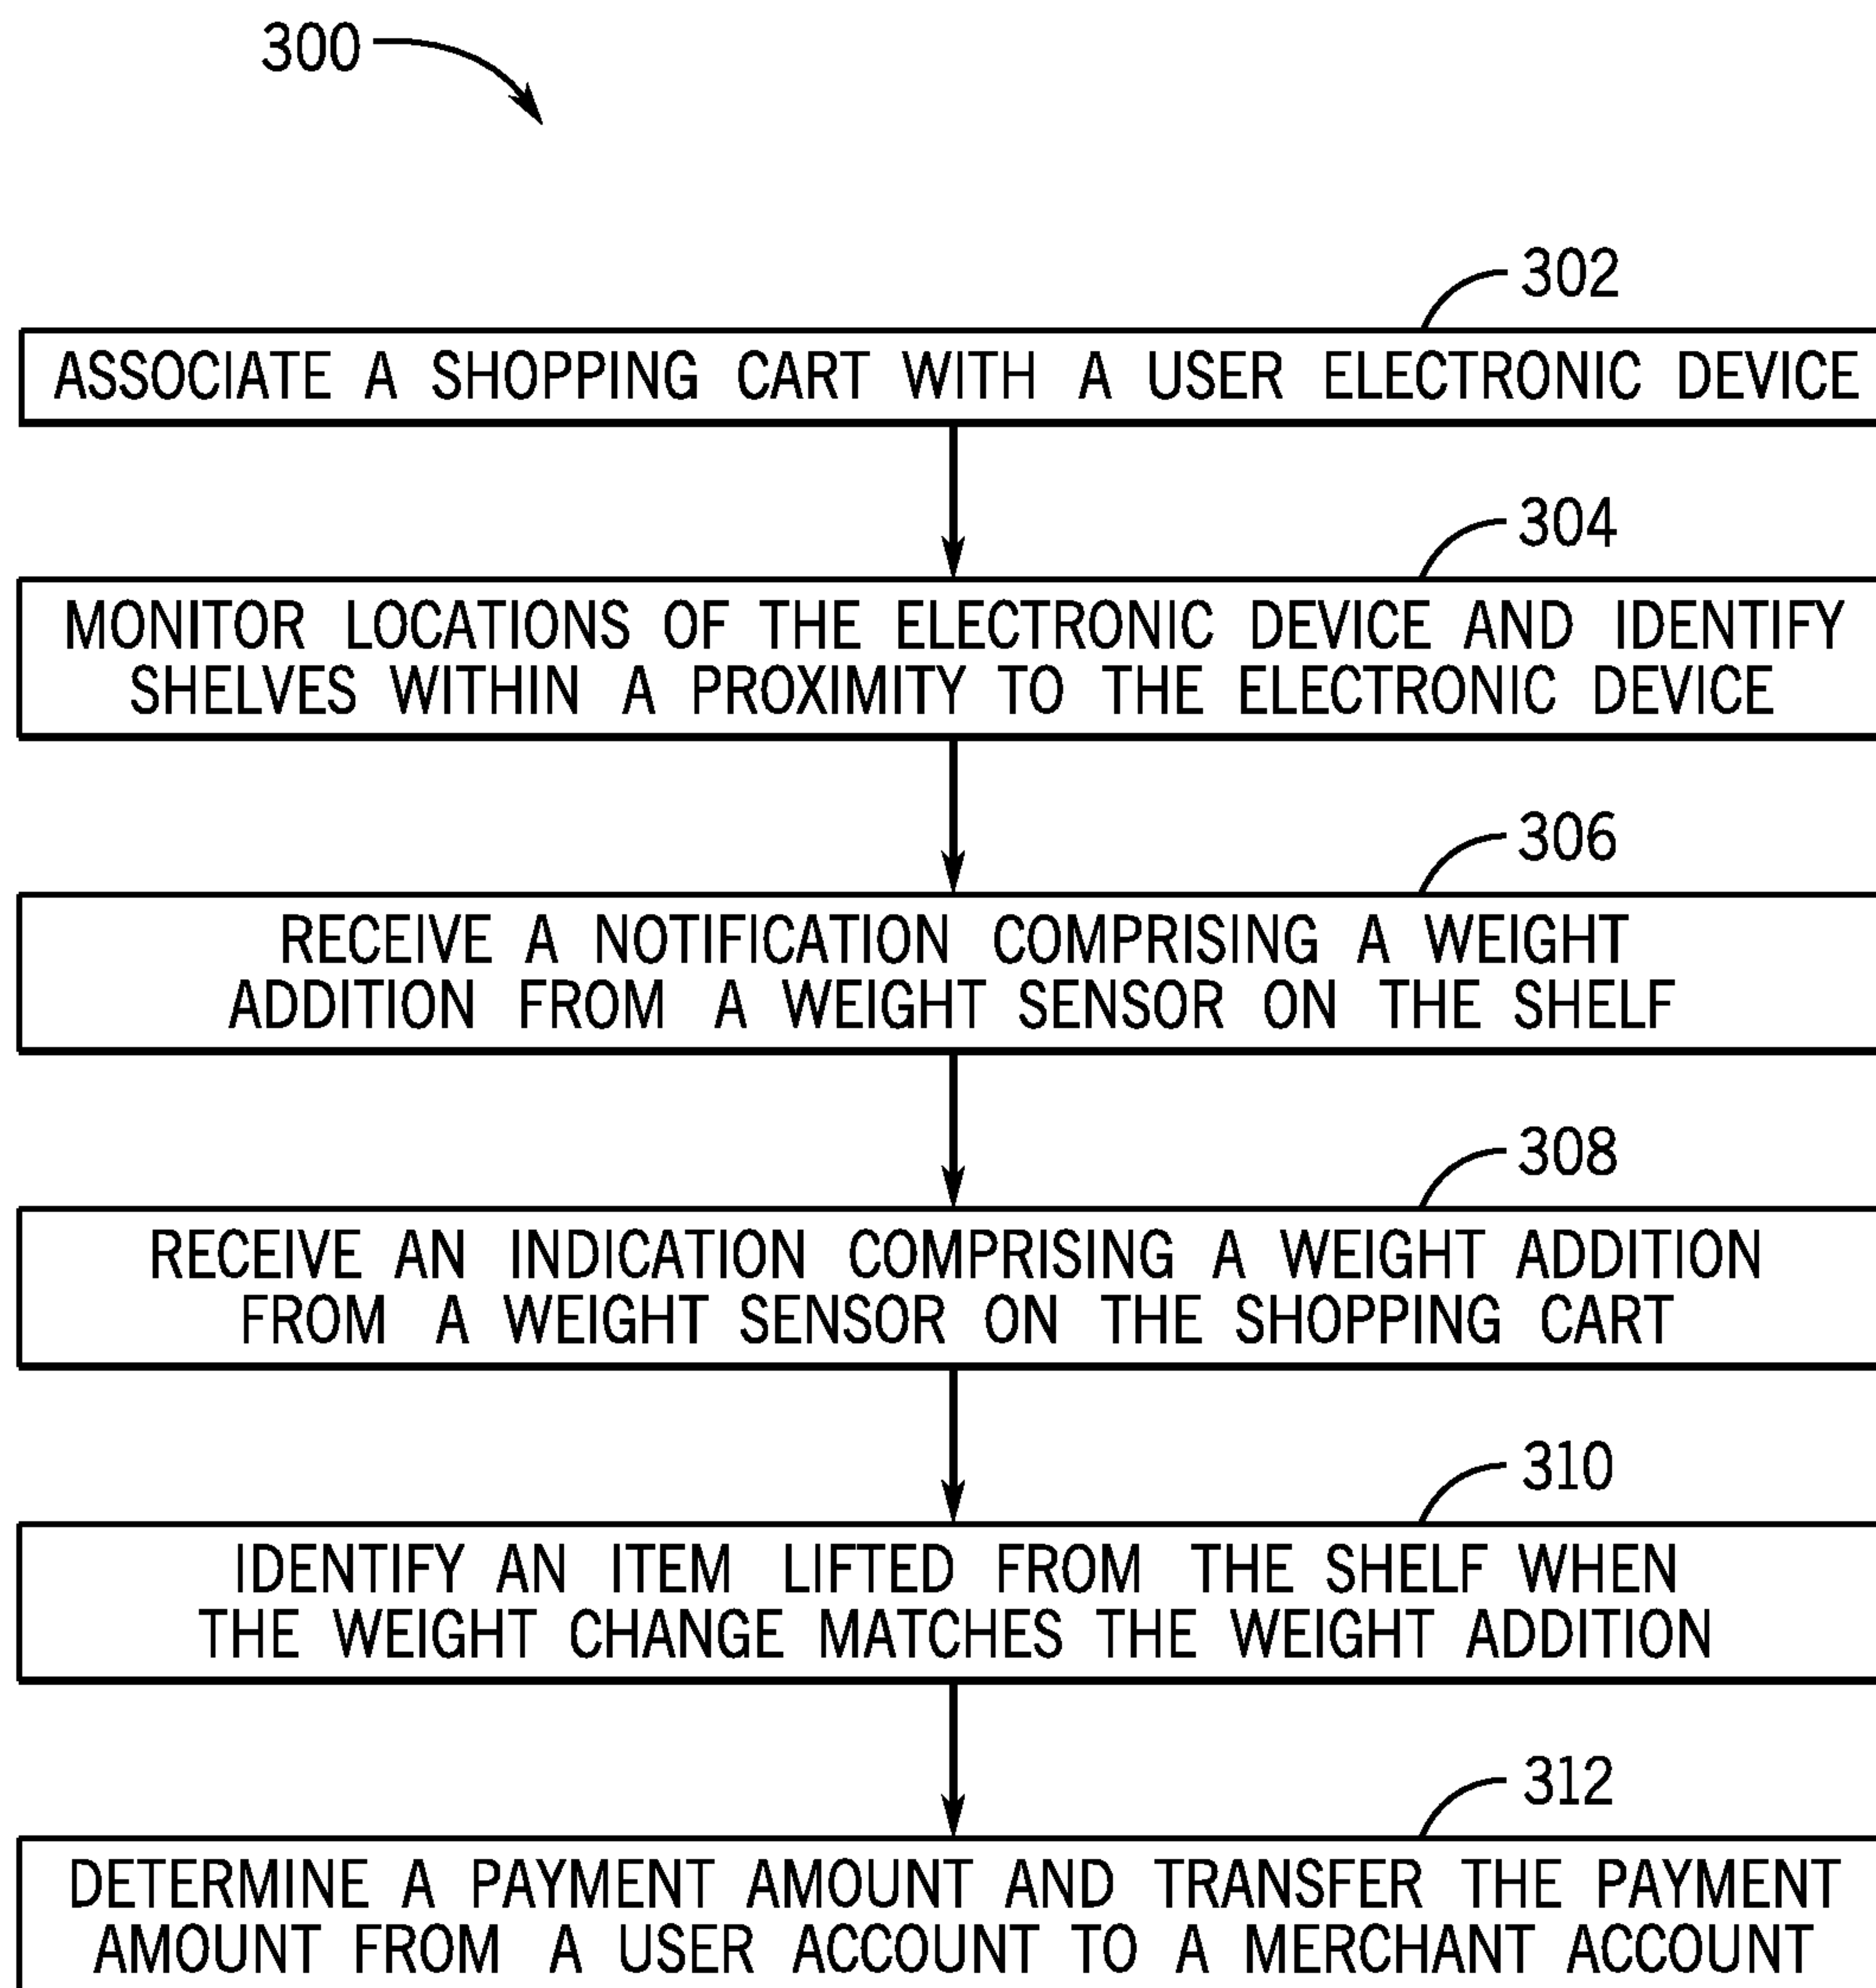 300
302
ASSOCIATE A SHOPPING CART WITH A USER ELECTRONIC DEVICE
304
MONITOR LOCATIONS OF THE ELECTRONIC DEVICE AND IDENTIFY
SHELVES WITHIN A PROXIMITY TO THE ELECTRONIC DEVICE
306
RECEIVE A NOTIFICATION COMPRISING A WEIGHT
ADDITION FROM A WEIGHT SENSOR ON THE SHELF
308
RECEIVE AN INDICATION COMPRISING A WEIGHT ADDITION
FROM A WEIGHT SENSOR ON THE SHOPPING CART
310
IDENTIFY AN ITEM LIFTED FROM THE SHELF WHEN
THE WEIGHT CHANGE MATCHES THE WEIGHT ADDITION
312
DETERMINE A PAYMENT AMOUNT AND TRANSFER THE PAYMENT
AMOUNT FROM A USER ACCOUNT TO A MERCHANT ACCOUNT